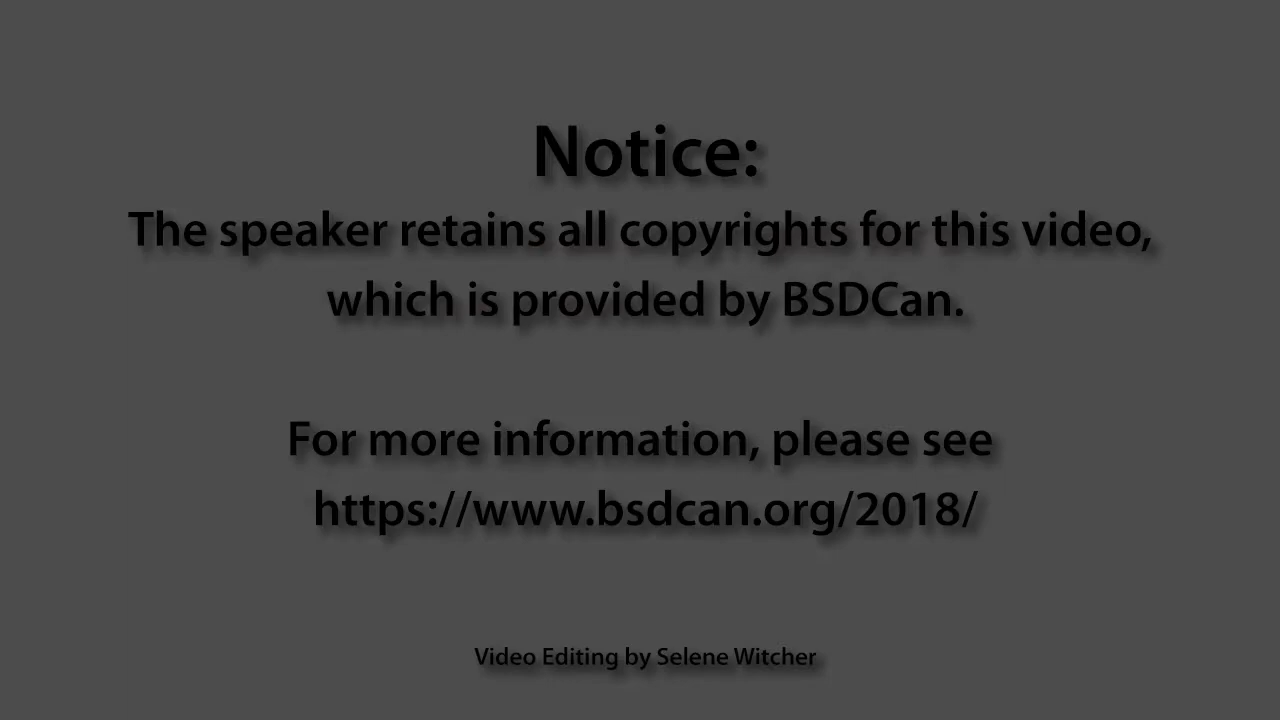 Notice:
The speaker retains all copyrights for this video,
which is provided by BSDCan.
For more information, please see
https://www.bsdcan.org/2018/
Video Editing by Selene Witcher